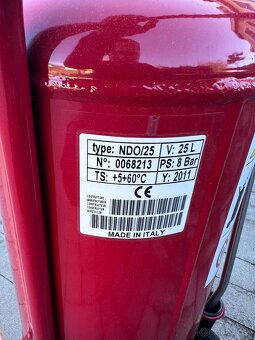 type: NDO/25 V: 25 L
N°: 0068213 PS: 8 Bar
TS: +5+60°C Y: 2011
CE
MADE IN ITALY